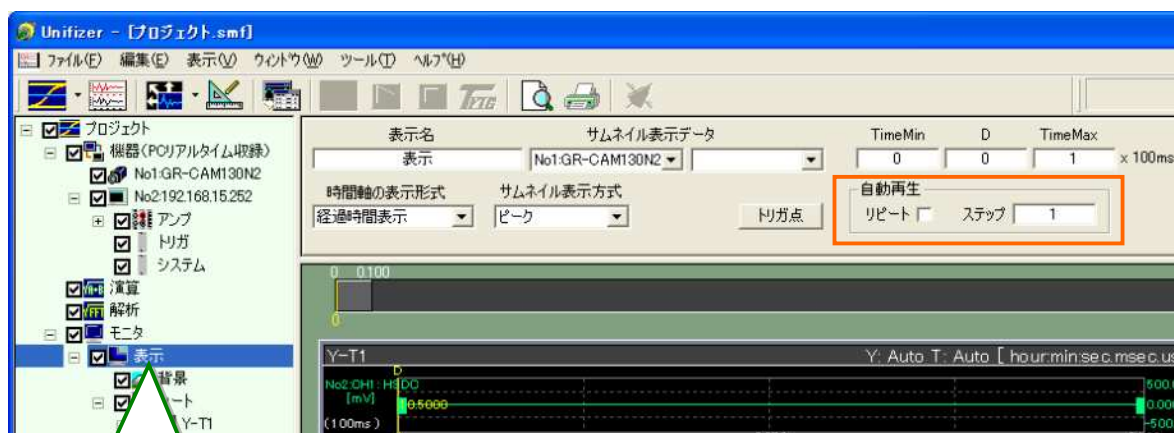 Unifizer - [プロジェクト.smf]
ファイル(F) 編集(E) 表示(V) ウィンドウ(W) ツール(T) ヘルプ(H)
プロジェクト
機器(PCリアルタイム収録)
No1:GR-CAM130N2
No2:192.168.15.252
アンプ
トリガ
システム
演算
解析
モニタ
表示
背景
ート
Y-T1
表示名 サムネイル表示データ TimeMin D TimeMax
表示 No1:GR-CAM130N2 0 0 1 x 100ms
時間軸の表示形式 サムネイル表示方式 自動再生
経過時間表示 ピーク トリガ点 リピート ステップ 1
0 0.100
0
Y-T1 Y: Auto T: Auto [ hour:min:sec.msec.us
D
No2:CH1 : HSDC 500.0
[mV] 0.5000 0.000
(100ms) -500